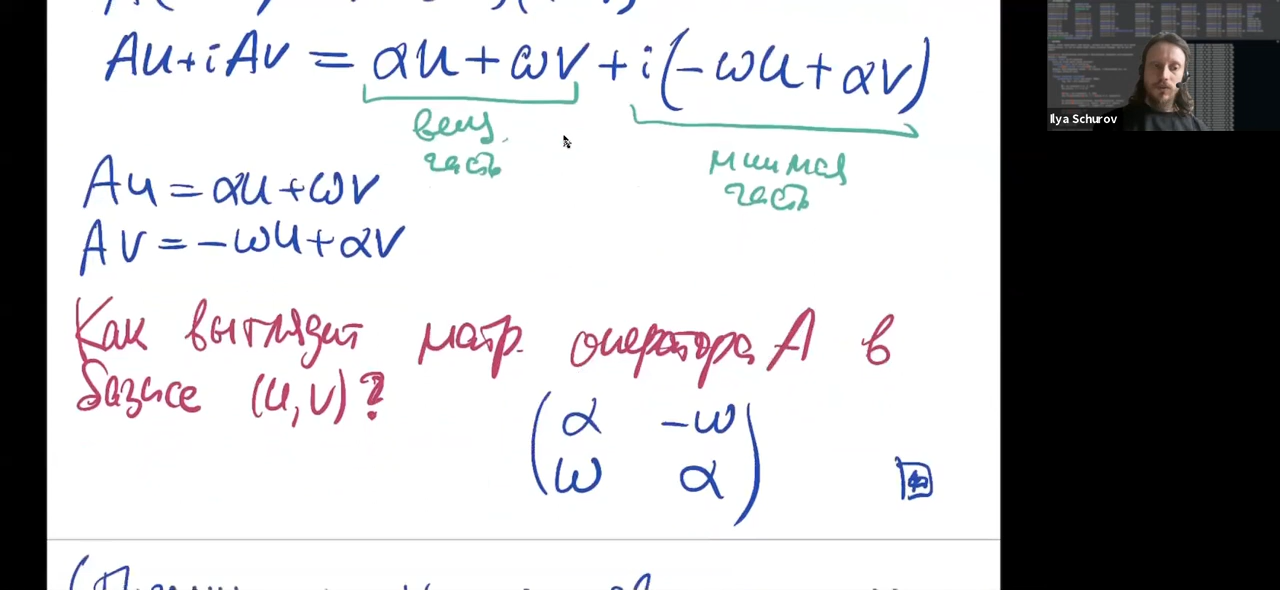 Au+iAv = αu+ωv + i(-ωu+αv)
Ilya Schurov
вещ. часть
мнимая часть
Au = αu+ωv
Av = -ωu+αv
Как выглядит матр. оператора A в
базисе (u,v)?
α -ω
ω α